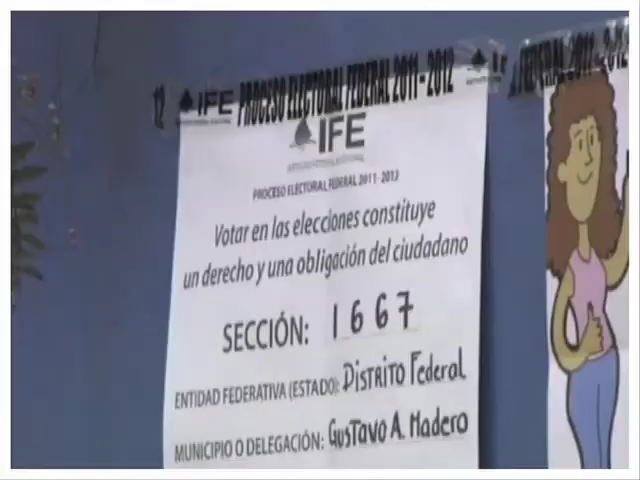 12 IFE PROCESO ELECTORAL FEDERAL 2011-2012
FEDERAL 2011-2012
IFE
PROCESO ELECTORAL FEDERAL 2011-2012
Votar en las elecciones constituye
un derecho y una obligación del ciudadano
SECCIÓN: 1667
ENTIDAD FEDERATIVA (ESTADO): Distrito Federal
MUNICIPIO O DELEGACIÓN: Gustavo A. Madero